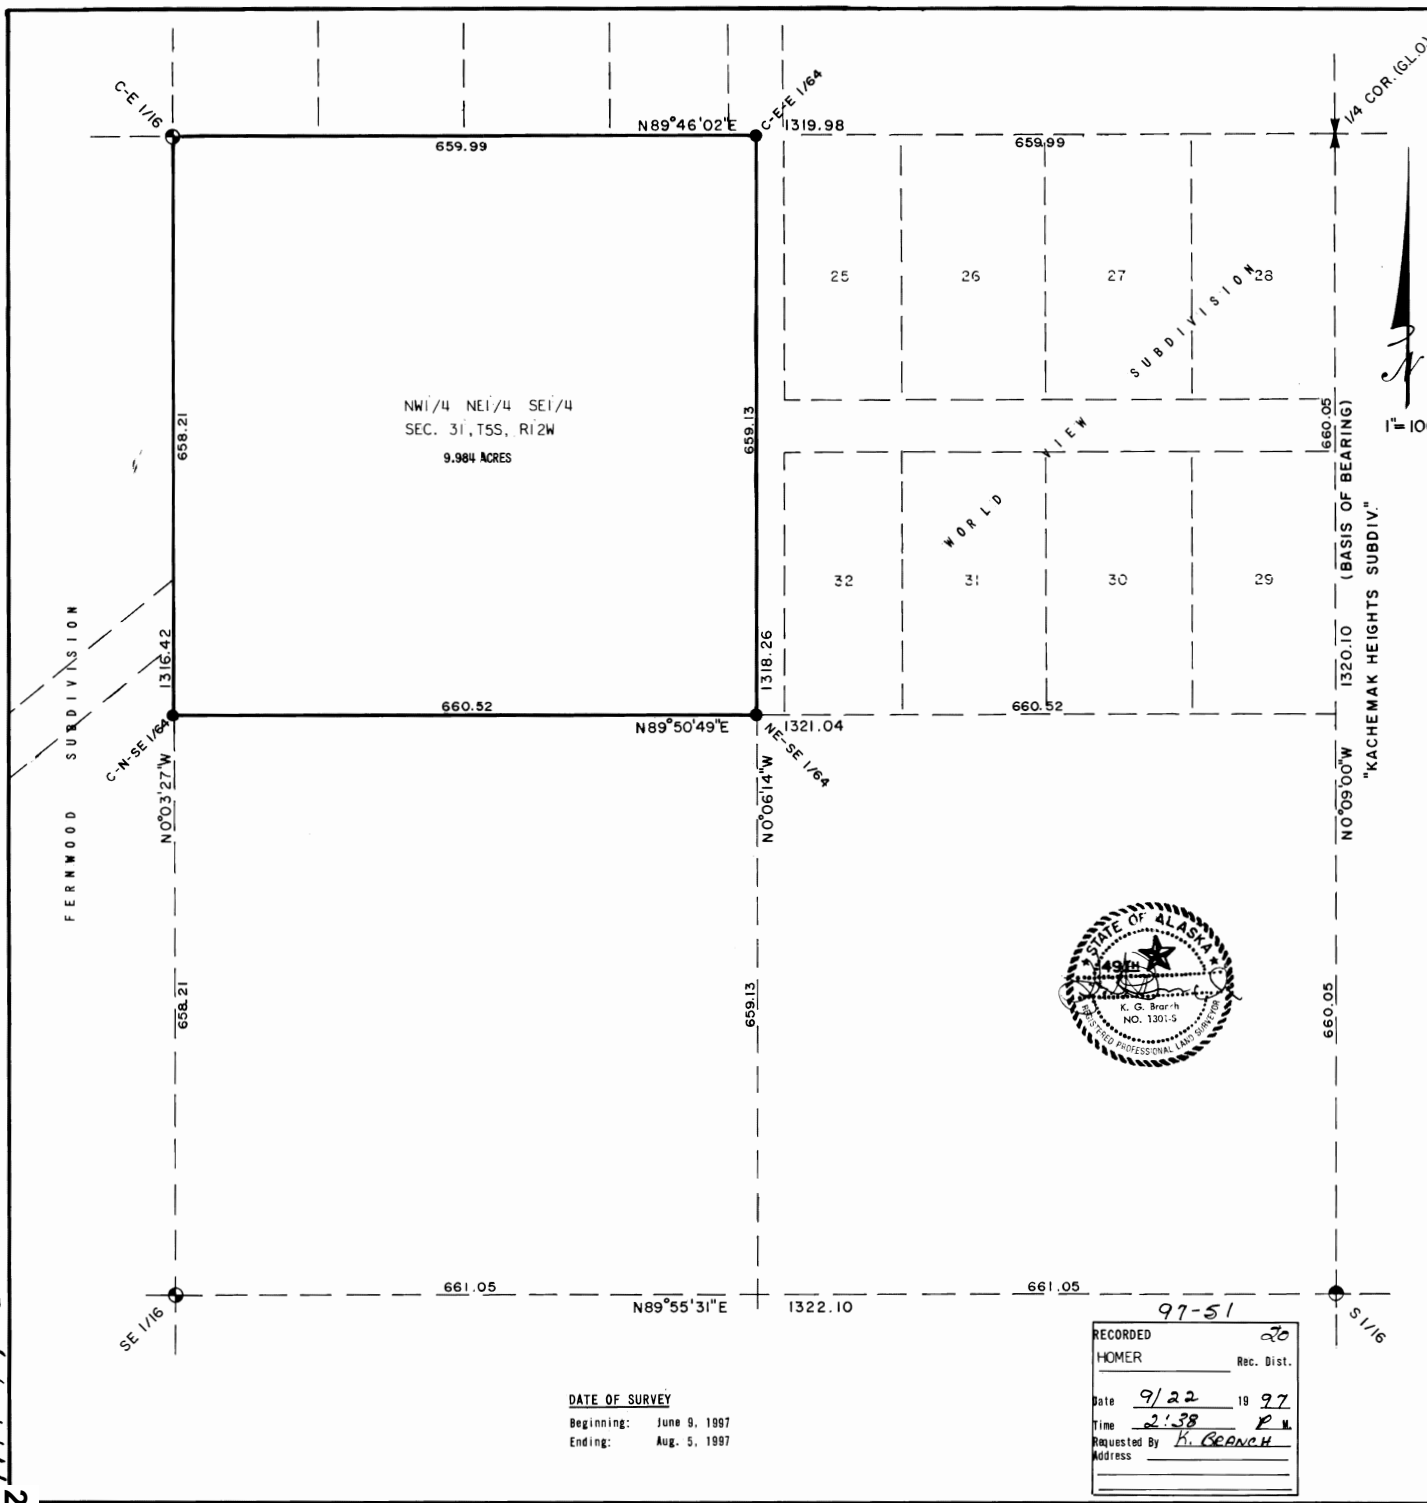 1/4 COR. (G.L.O)
C-E 1/16
C-E-E 1/64
N89°46'02"E
1319.98
659.99
659.99
25
26
27
28
SUBDIVISION
N
NW1/4 NE1/4 SE1/4
SEC. 31, T5S, R12W
9.984 ACRES
658.21
659.13
VIEW
660.05
(BASIS OF BEARING)
WORLD
32
31
30
29
FERNWOOD SUBDIVISION
1316.42
1318.26
1320.10
"KACHEMAK HEIGHTS SUBDIV."
660.52
660.52
N89°50'49"E
1321.04
C-N-SE 1/64
NE-SE 1/64
N0°03'27"W
N0°06'14"W
N0°09'00"W
STATE OF ALASKA
49TH
K. G. Branch
NO. 1301-S
REGISTERED PROFESSIONAL LAND SURVEYOR
658.21
659.13
660.05
661.05
661.05
N89°55'31"E
1322.10
SE 1/16
S 1/16
97-51
RECORDED 20
HOMER Rec. Dist.
Date 9/22 19 97
Time 2:38 P M.
Requested By K. BRANCH
Address
DATE OF SURVEY
Beginning: June 9, 1997
Ending: Aug. 5, 1997
2